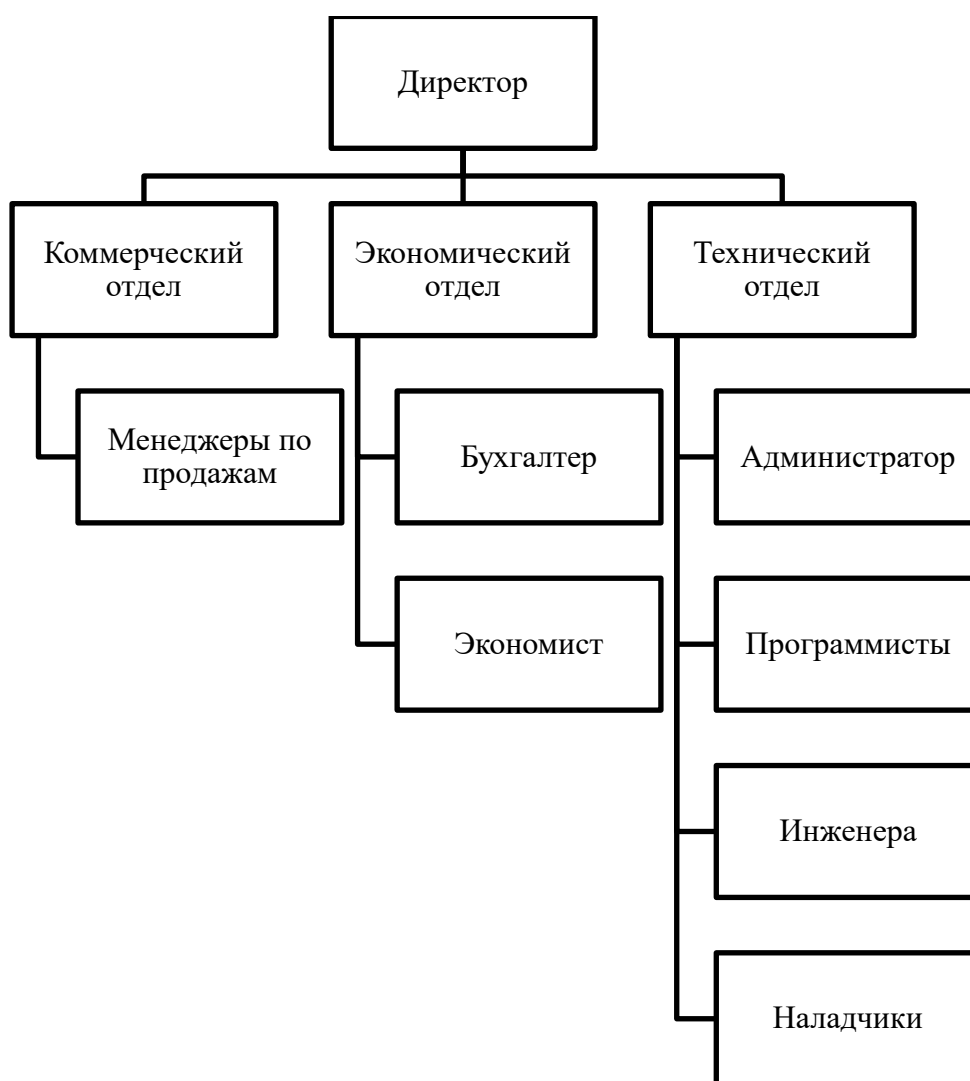 Директор
Коммерческий
отдел
Экономический
отдел
Технический
отдел
Менеджеры по
продажам
Бухгалтер
Администратор
Экономист
Программисты
Инженера
Наладчики